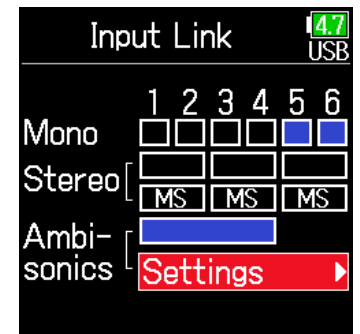 Input Link
4.7
USB
1 2 3 4 5 6
Mono
Stereo
MS MS MS
Ambi-
sonics
Settings